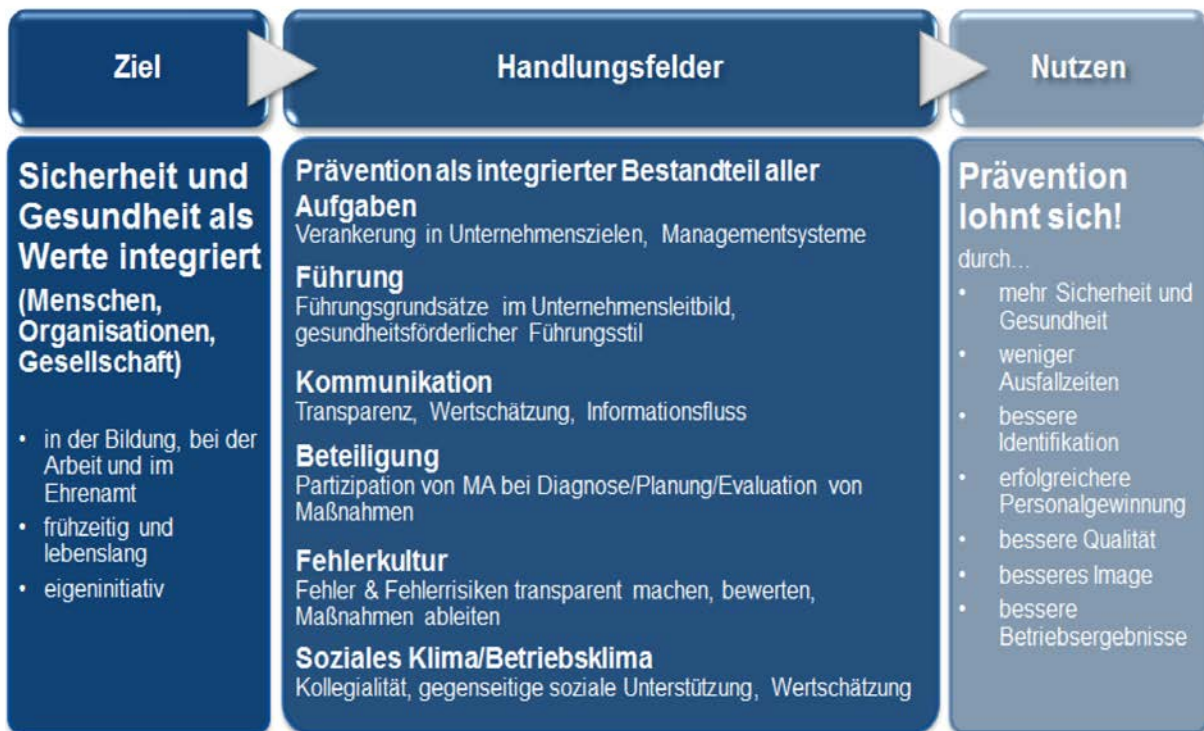 Ziel
Handlungsfelder
Nutzen
Sicherheit und
Gesundheit als
Werte integriert
(Menschen,
Organisationen,
Gesellschaft)
• in der Bildung, bei der
Arbeit und im
Ehrenamt
• frühzeitig und
lebenslang
• eigeninitiativ
Prävention als integrierter Bestandteil aller
Aufgaben
Verankerung in Unternehmenszielen, Managementsysteme
Führung
Führungsgrundsätze im Unternehmensleitbild,
gesundheitsförderlicher Führungsstil
Kommunikation
Transparenz, Wertschätzung, Informationsfluss
Beteiligung
Partizipation von MA bei Diagnose/Planung/Evaluation von
Maßnahmen
Fehlerkultur
Fehler & Fehlerrisiken transparent machen, bewerten,
Maßnahmen ableiten
Soziales Klima/Betriebsklima
Kollegialität, gegenseitige soziale Unterstützung, Wertschätzung
Prävention
lohnt sich!
durch...
• mehr Sicherheit und
Gesundheit
• weniger
Ausfallzeiten
• bessere
Identifikation
• erfolgreichere
Personalgewinnung
• bessere Qualität
• besseres Image
• bessere
Betriebsergebnisse